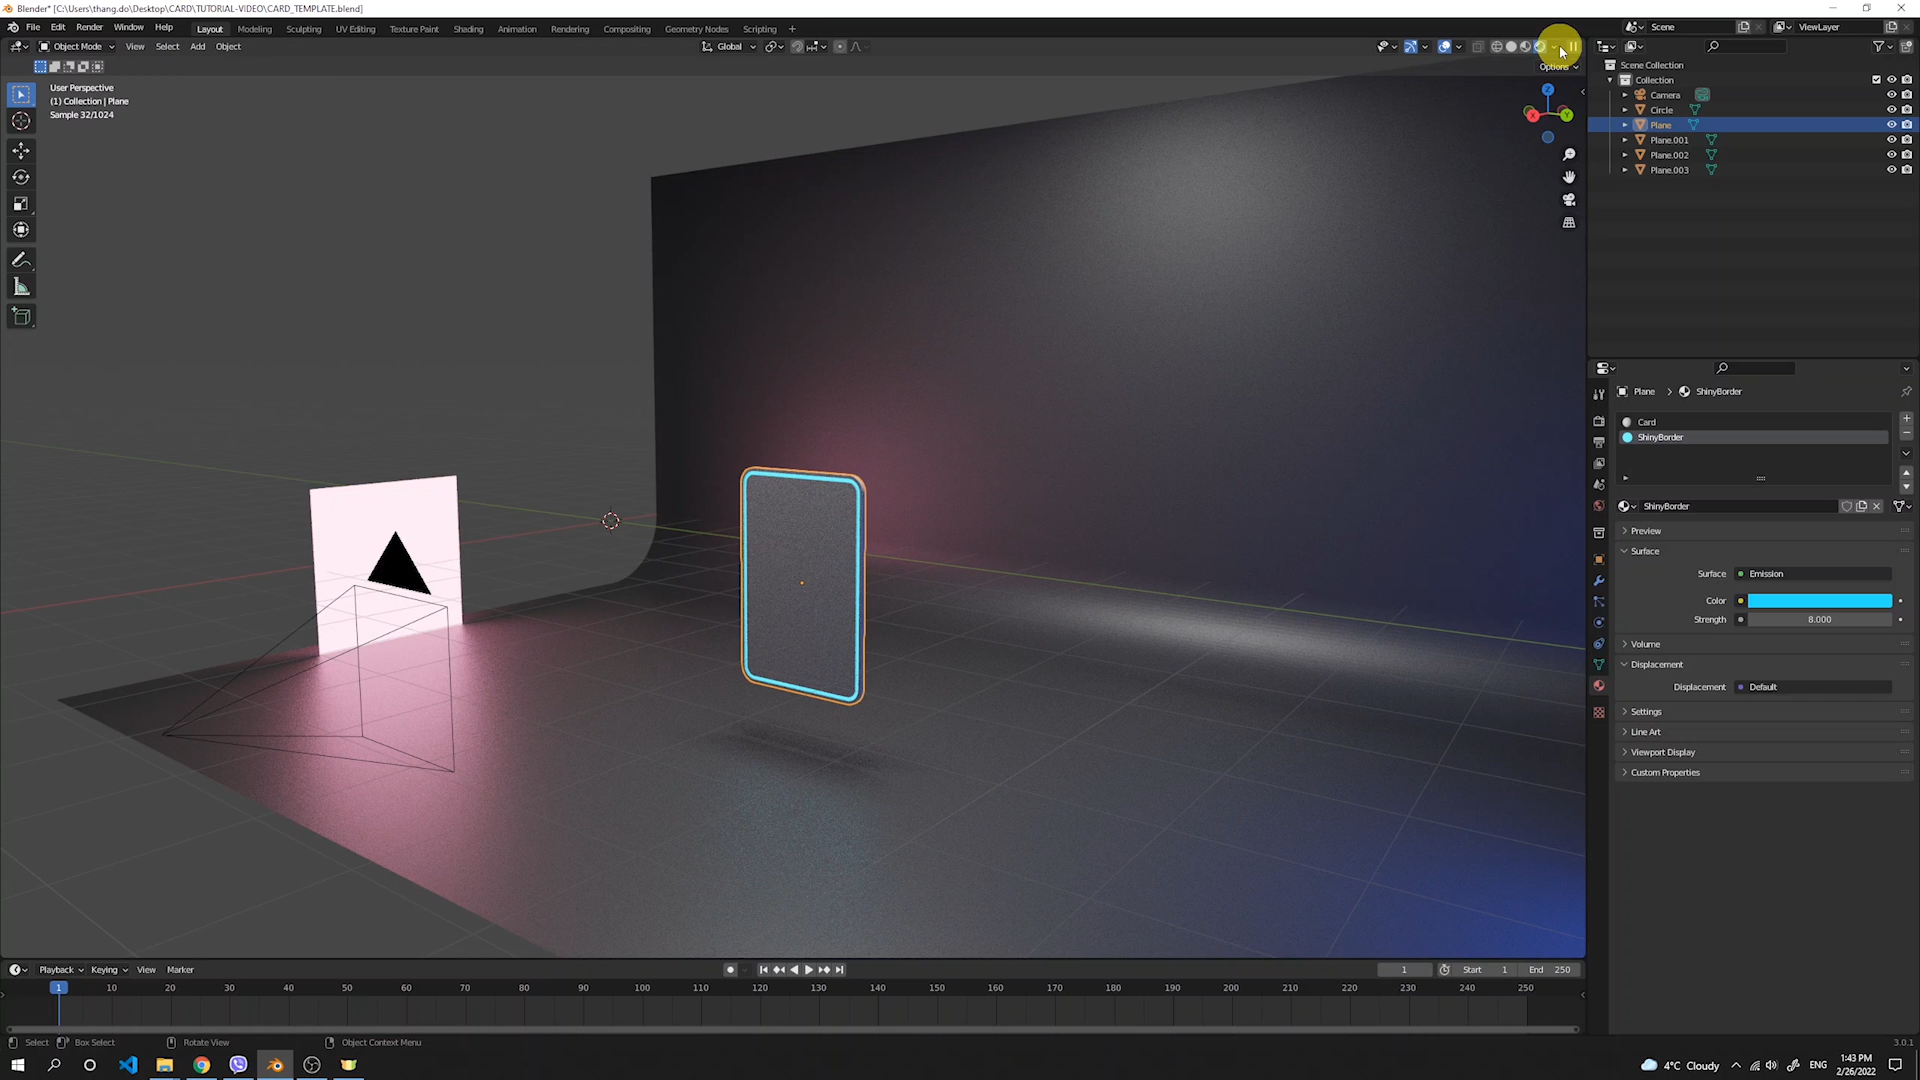 Blender* [C:\Users\thang.do\Desktop\CARD\TUTORIAL-VIDEO\CARD_TEMPLATE.blend]
File Edit Render Window Help Layout Modeling Sculpting UV Editing Texture Paint Shading Animation Rendering Compositing Geometry Nodes Scripting + Scene ViewLayer
Object Mode View Select Add Object Global
Options
User Perspective
(1) Collection | Plane
Sample 32/1024
Z
X
Y
Scene Collection
Collection
Camera
Circle
Plane
Plane.001
Plane.002
Plane.003
Plane > ShinyBorder
Card
ShinyBorder
ShinyBorder
Preview
Surface
Surface Emission
Color
Strength 8.000
Volume
Displacement
Displacement Default
Settings
Line Art
Viewport Display
Custom Properties
Playback Keying View Marker 1 Start 1 End 250
1 10 20 30 40 50 60 70 80 90 100 110 120 130 140 150 160 170 180 190 200 210 220 230 240 250
Select Box Select Rotate View Object Context Menu 3.0.1
4°C Cloudy ENG 1:43 PM
2/26/2022